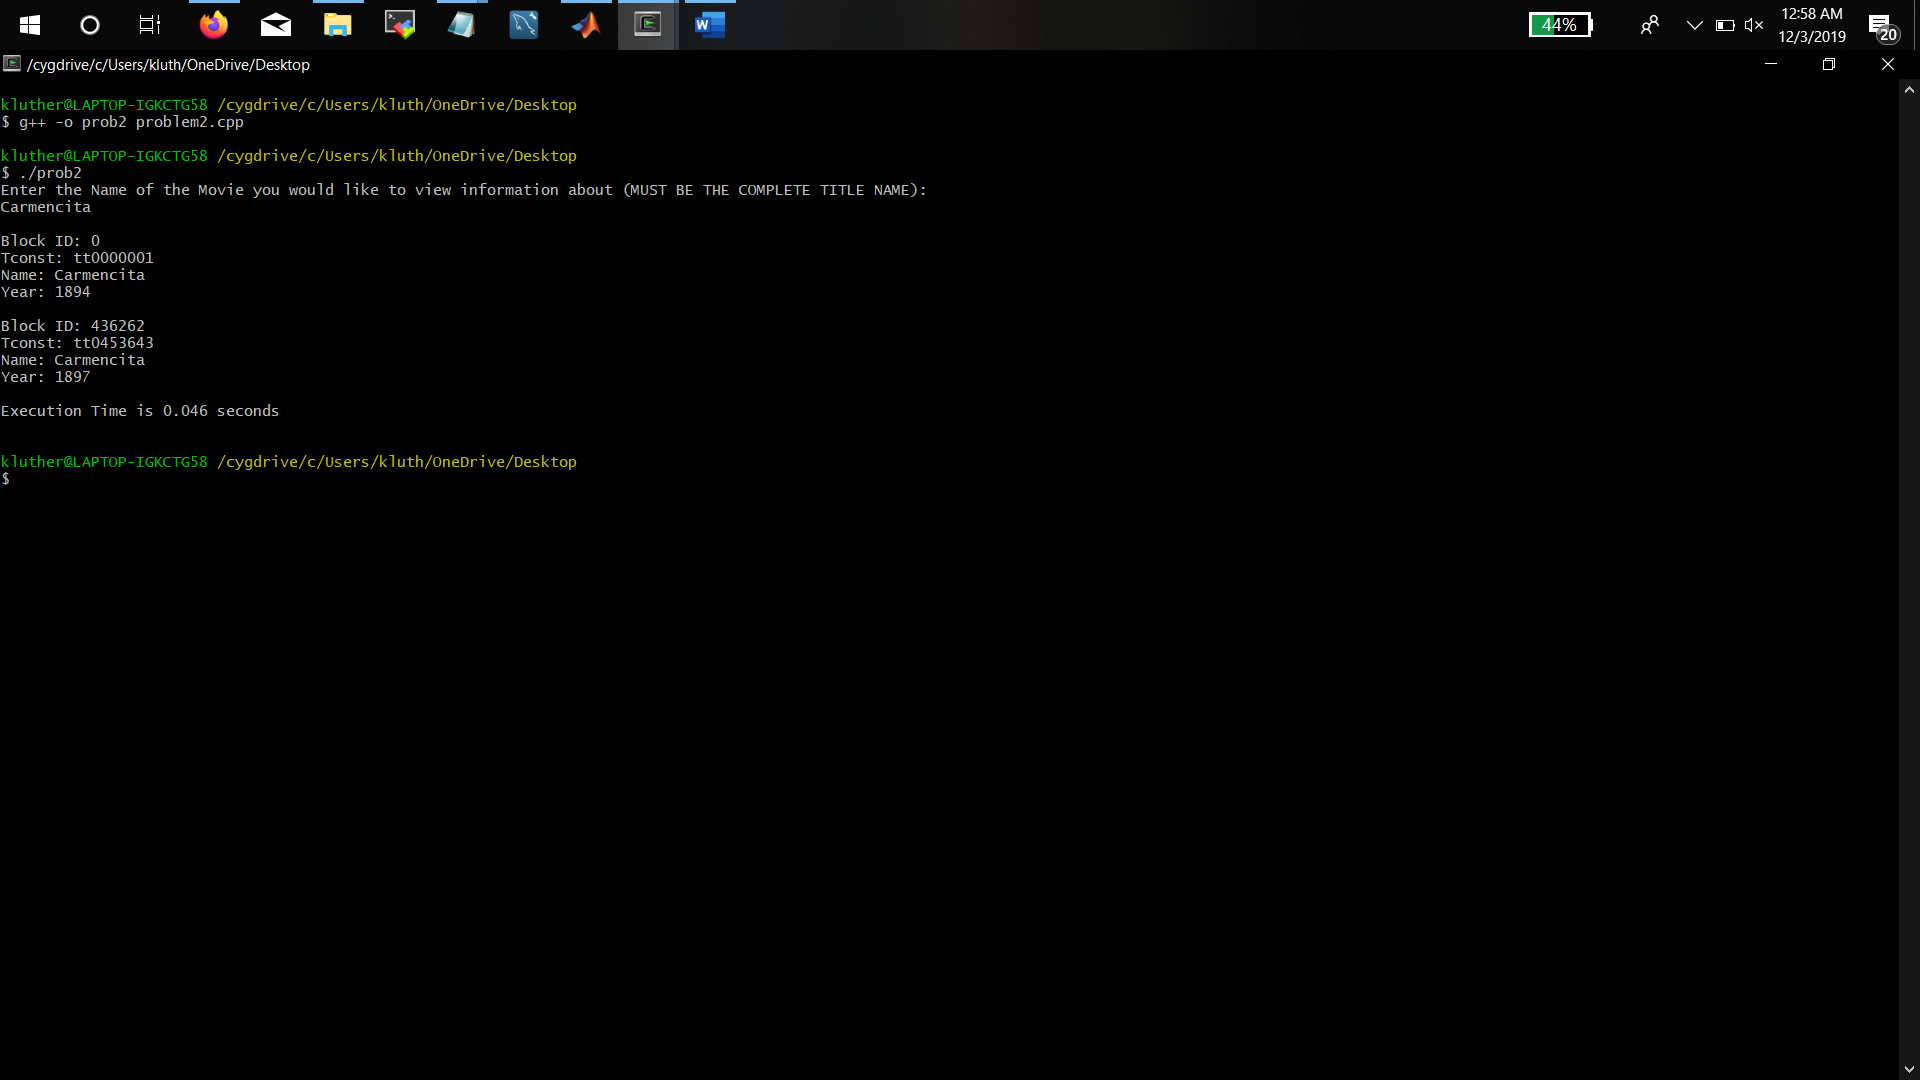 44%
12:58 AM
12/3/2019
20
W
/cygdrive/c/Users/kluth/OneDrive/Desktop
kluther@LAPTOP-IGKCTG58 /cygdrive/c/Users/kluth/OneDrive/Desktop
$ g++ -o prob2 problem2.cpp
kluther@LAPTOP-IGKCTG58 /cygdrive/c/Users/kluth/OneDrive/Desktop
$ ./prob2
Enter the Name of the Movie you would like to view information about (MUST BE THE COMPLETE TITLE NAME):
Carmencita
Block ID: 0
Tconst: tt0000001
Name: Carmencita
Year: 1894
Block ID: 436262
Tconst: tt0453643
Name: Carmencita
Year: 1897
Execution Time is 0.046 seconds
kluther@LAPTOP-IGKCTG58 /cygdrive/c/Users/kluth/OneDrive/Desktop
$